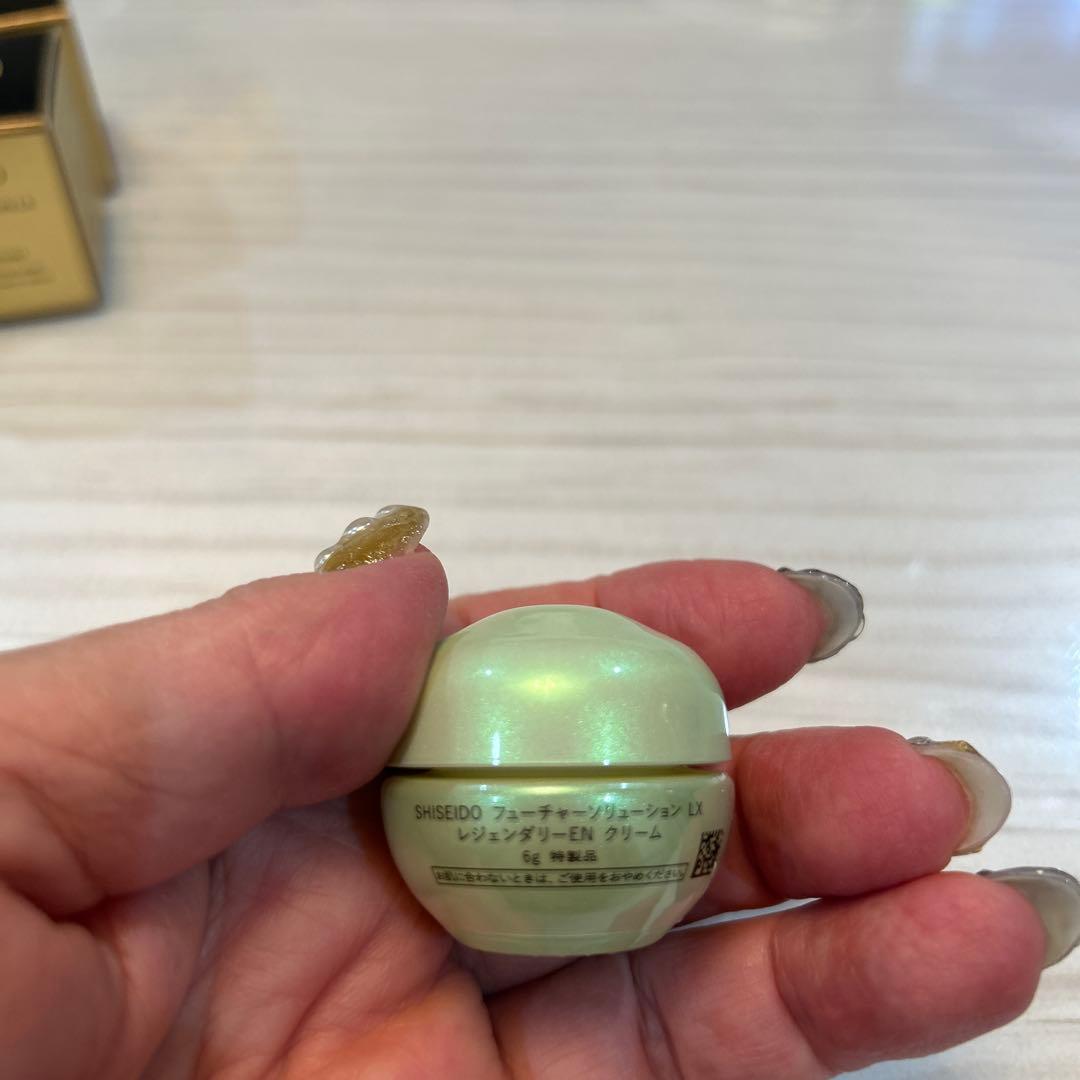 SHISEIDO フューチャーソリューション LX
レジェンダリーEN クリーム
6g 特製品
お肌に合わないときは、ご使用をおやめください。